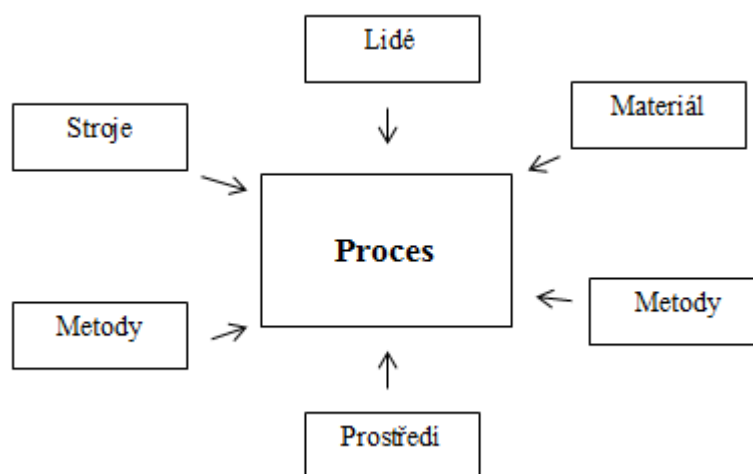 Lidé
Stroje
Materiál
Proces
Metody
Metody
Prostředí